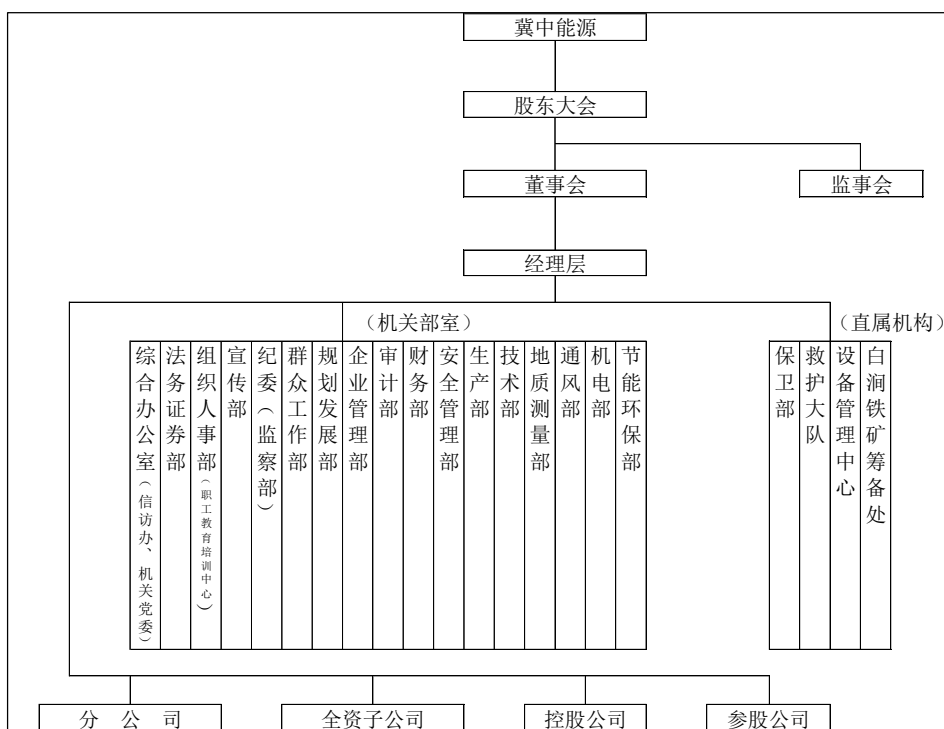 冀中能源
股东大会
董事会
监事会
经理层
（机关部室）
（直属机构）
综合办公室（信访办、机关党委）
法务证券部
组织人事部（职工教育培训中心）
宣传部
纪委（监察部）
群众工作部
规划发展部
企业管理部
审计部
财务部
安全管理部
生产部
技术部
地质测量部
通风部
机电部
节能环保部
保卫部
救护大队
设备管理中心
白涧铁矿筹备处
分 公 司
全资子公司
控股公司
参股公司